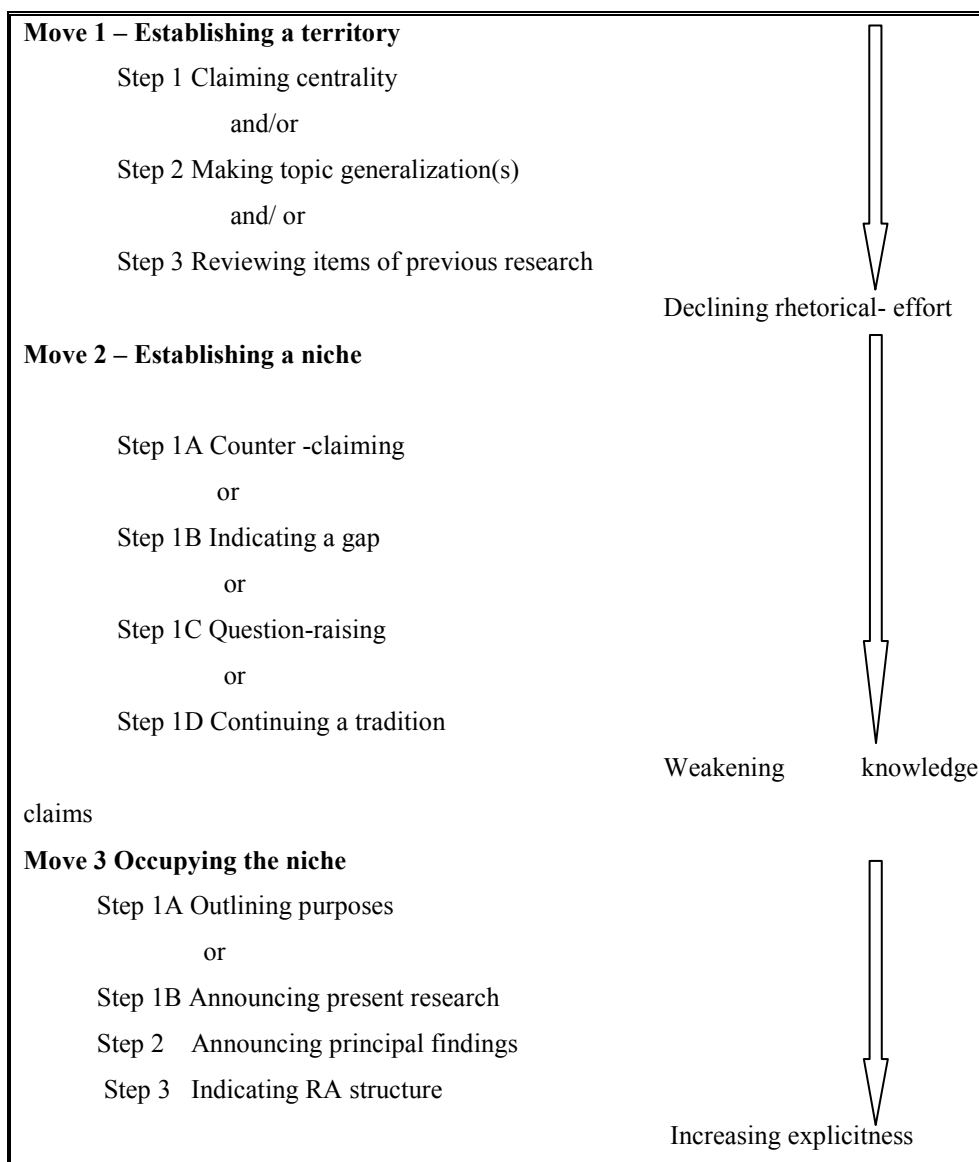 Move 1 – Establishing a territory
Step 1 Claiming centrality
and/or
Step 2 Making topic generalization(s)
and/ or
Step 3 Reviewing items of previous research
Declining rhetorical- effort
Move 2 – Establishing a niche
Step 1A Counter -claiming
or
Step 1B Indicating a gap
or
Step 1C Question-raising
or
Step 1D Continuing a tradition
Weakening knowledge
claims
Move 3 Occupying the niche
Step 1A Outlining purposes
or
Step 1B Announcing present research
Step 2 Announcing principal findings
Step 3 Indicating RA structure
Increasing explicitness